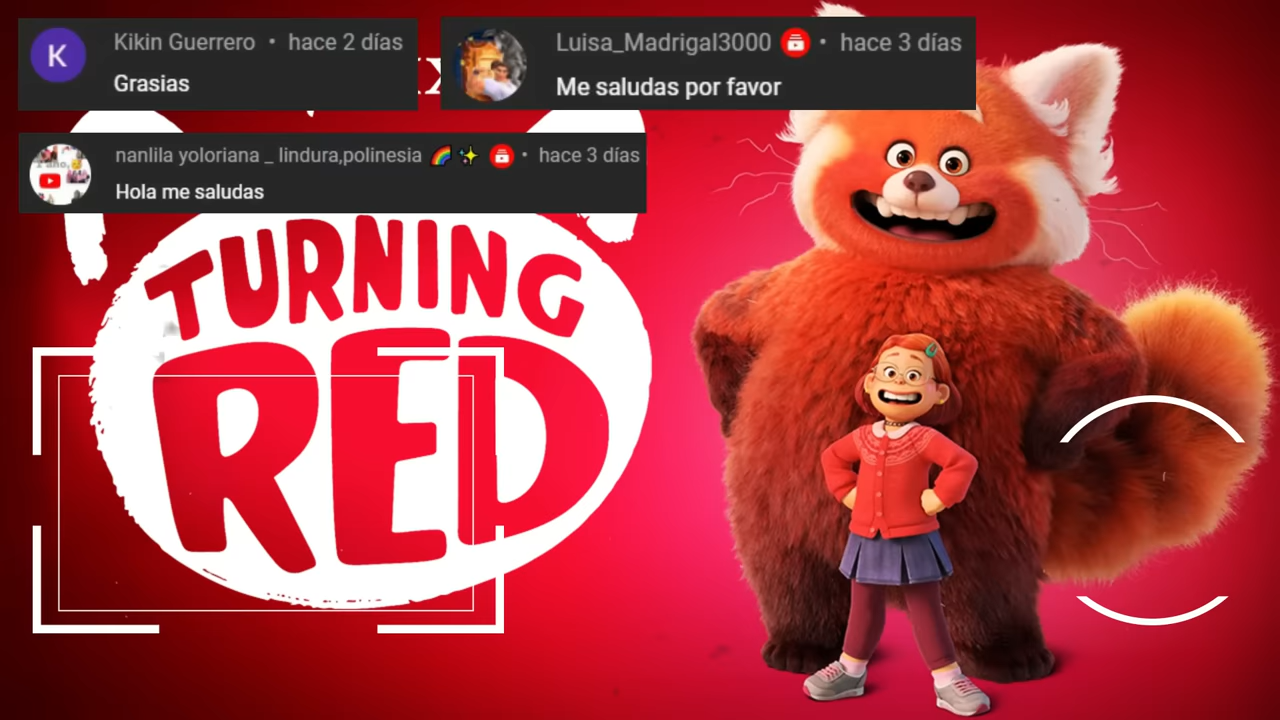 Kikin Guerrero • hace 2 días
Grasias
Luisa_Madrigal3000 • hace 3 días
Me saludas por favor
nanlila yoloriana _ lindura,polinesia 🌈✨ • hace 3 días
Hola me saludas
TURNING
RED
K